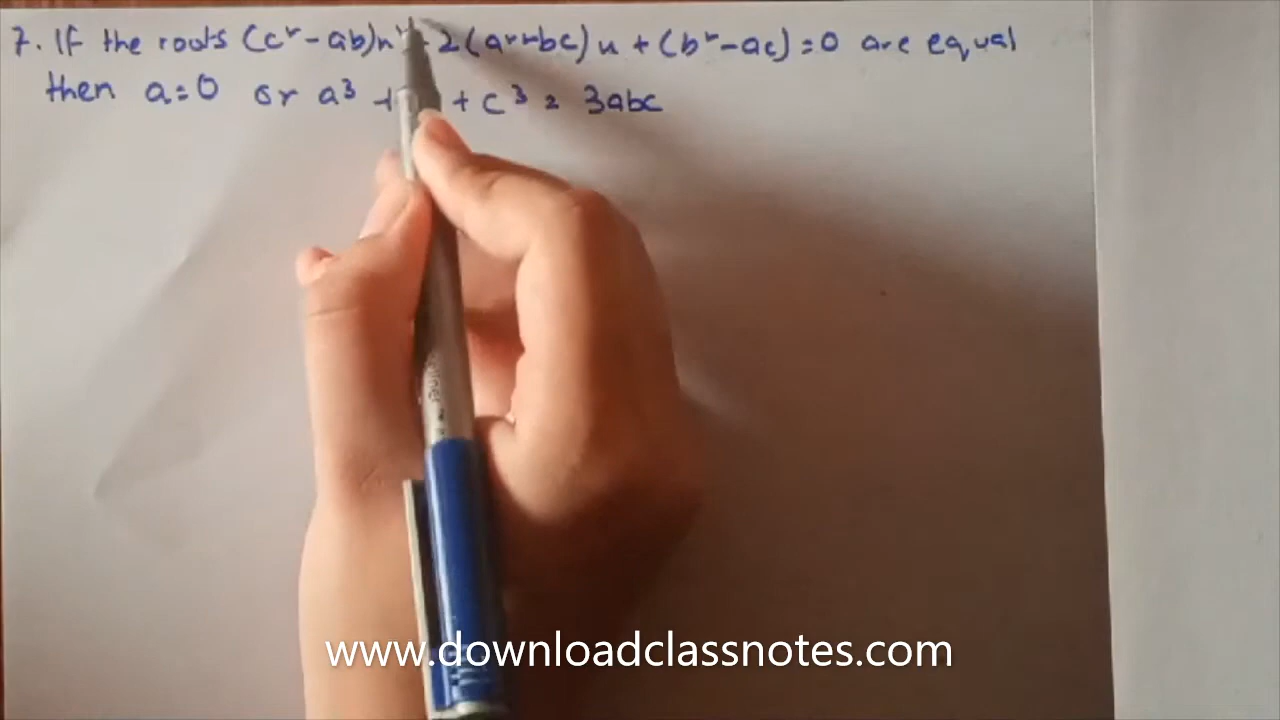 7. If the roots (c² - ab)x² - 2(a² - bc)x + (b² - ac) = 0 are equal
then a = 0 or a³ + + c³ = 3abc
www.downloadclassnotes.com